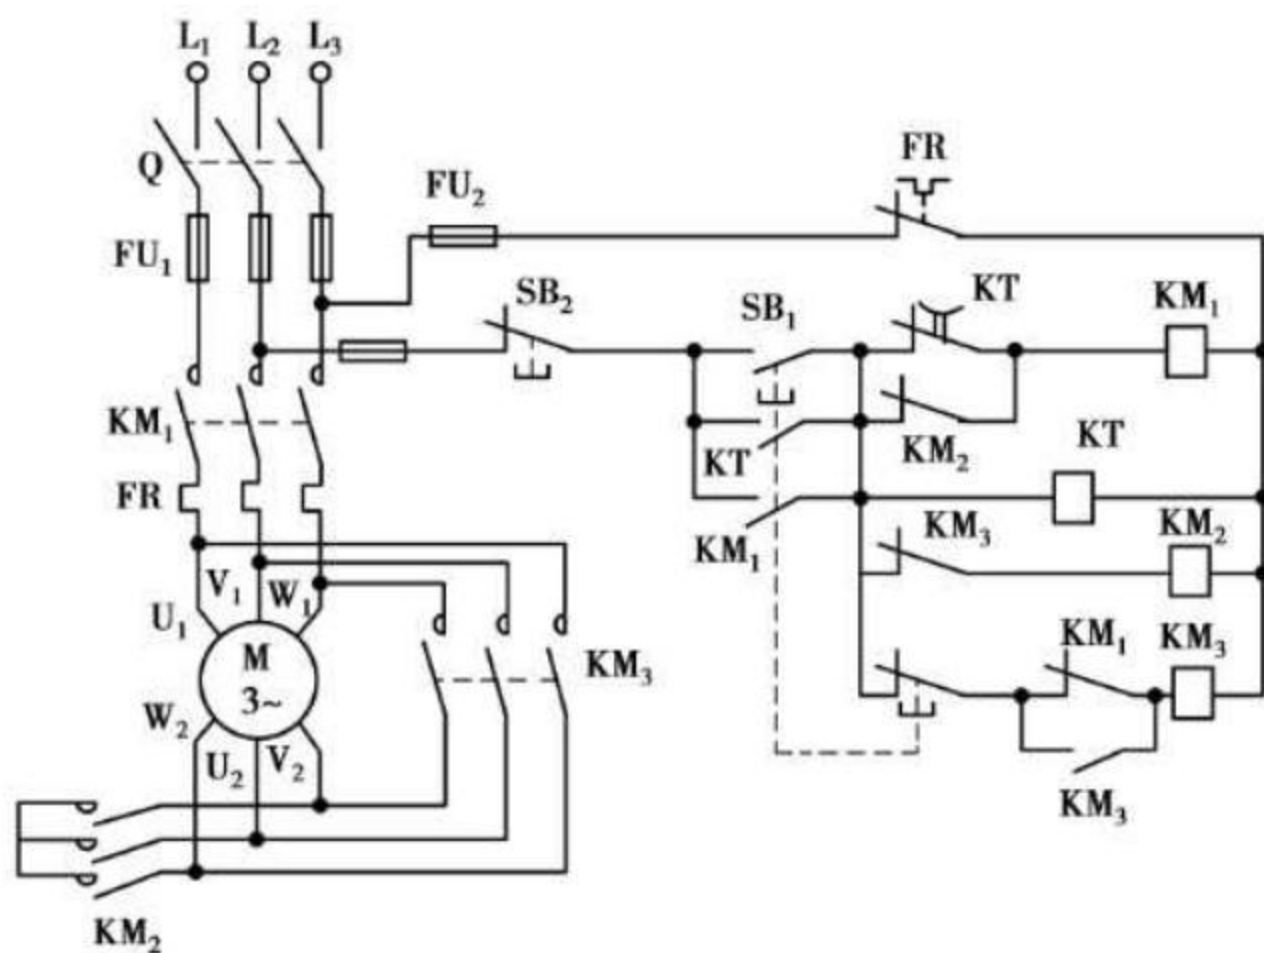 L₁ L₂ L₃
Q
FU₁
FU₂
FR
SB₂
SB₁
KT
KM₁
KM₁
FR
KT
KM₂
KT
KM₁
KM₃
KM₂
V₁
W₁
U₁
M
3~
KM₃
KM₁
KM₃
W₂
U₂
V₂
KM₃
KM₂